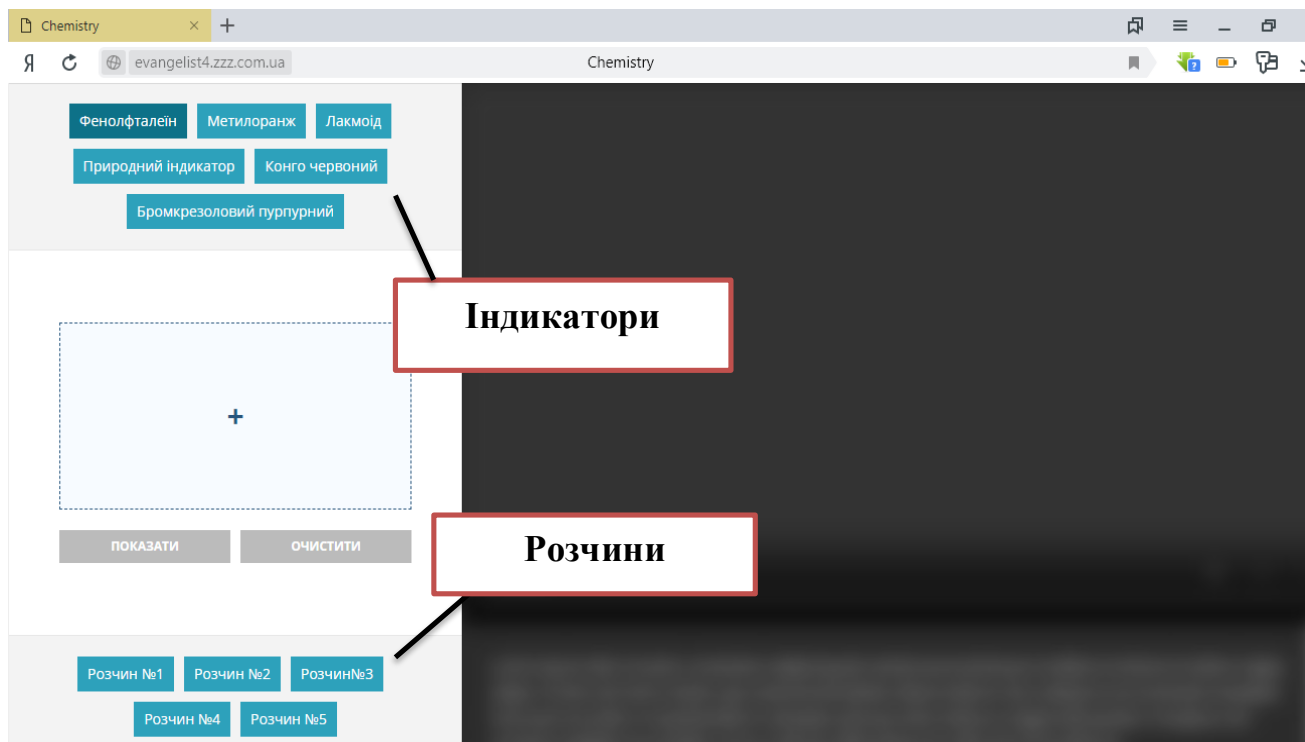 Chemistry
Я evangelist4.zzz.com.ua Chemistry
Фенолфталеїн Метилоранж Лакмоїд
Природний індикатор Конго червоний
Бромкрезоловий пурпурний
Індикатори
+
ПОКАЗАТИ ОЧИСТИТИ
Розчини
Розчин №1 Розчин №2 Розчин№3
Розчин №4 Розчин №5